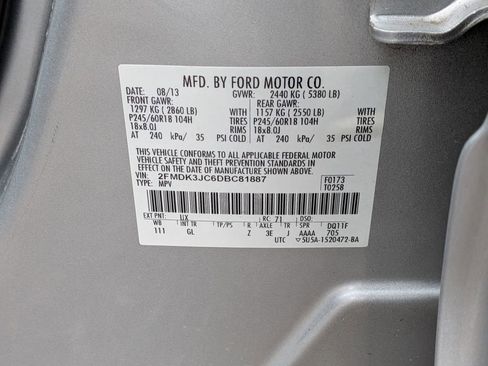 MFD. BY FORD MOTOR CO.
08/13 GVWR: 2440 KG ( 5380 LB)
FRONT GAWR: REAR GAWR:
1297 KG ( 2860 LB) 1157 KG ( 2550 LB)
P245/60R18 104H TIRES P245/60R18 104H TIRES
18x8.0J RIMS 18x8.0J RIMS
AT 240 kPa/ 35 PSI COLD AT 240 kPa/ 35 PSI COLD
THIS VEHICLE CONFORMS TO ALL APPLICABLE FEDERAL MOTOR
VEHICLE SAFETY AND THEFT PREVENTION STANDARDS IN
EFFECT ON THE DATE OF MANUFACTURE SHOWN ABOVE.
VIN: 2FMDK3JC6DBC81887 F0173
TYPE: MPV T0258
EXT PNT: UX RC: 71 DSO:
WB INT TR TP/PS R AXLE TR SPR DQ11F
111 GL Z 3E J AAAA 705
UTC ▽5U5A-1520472-BA